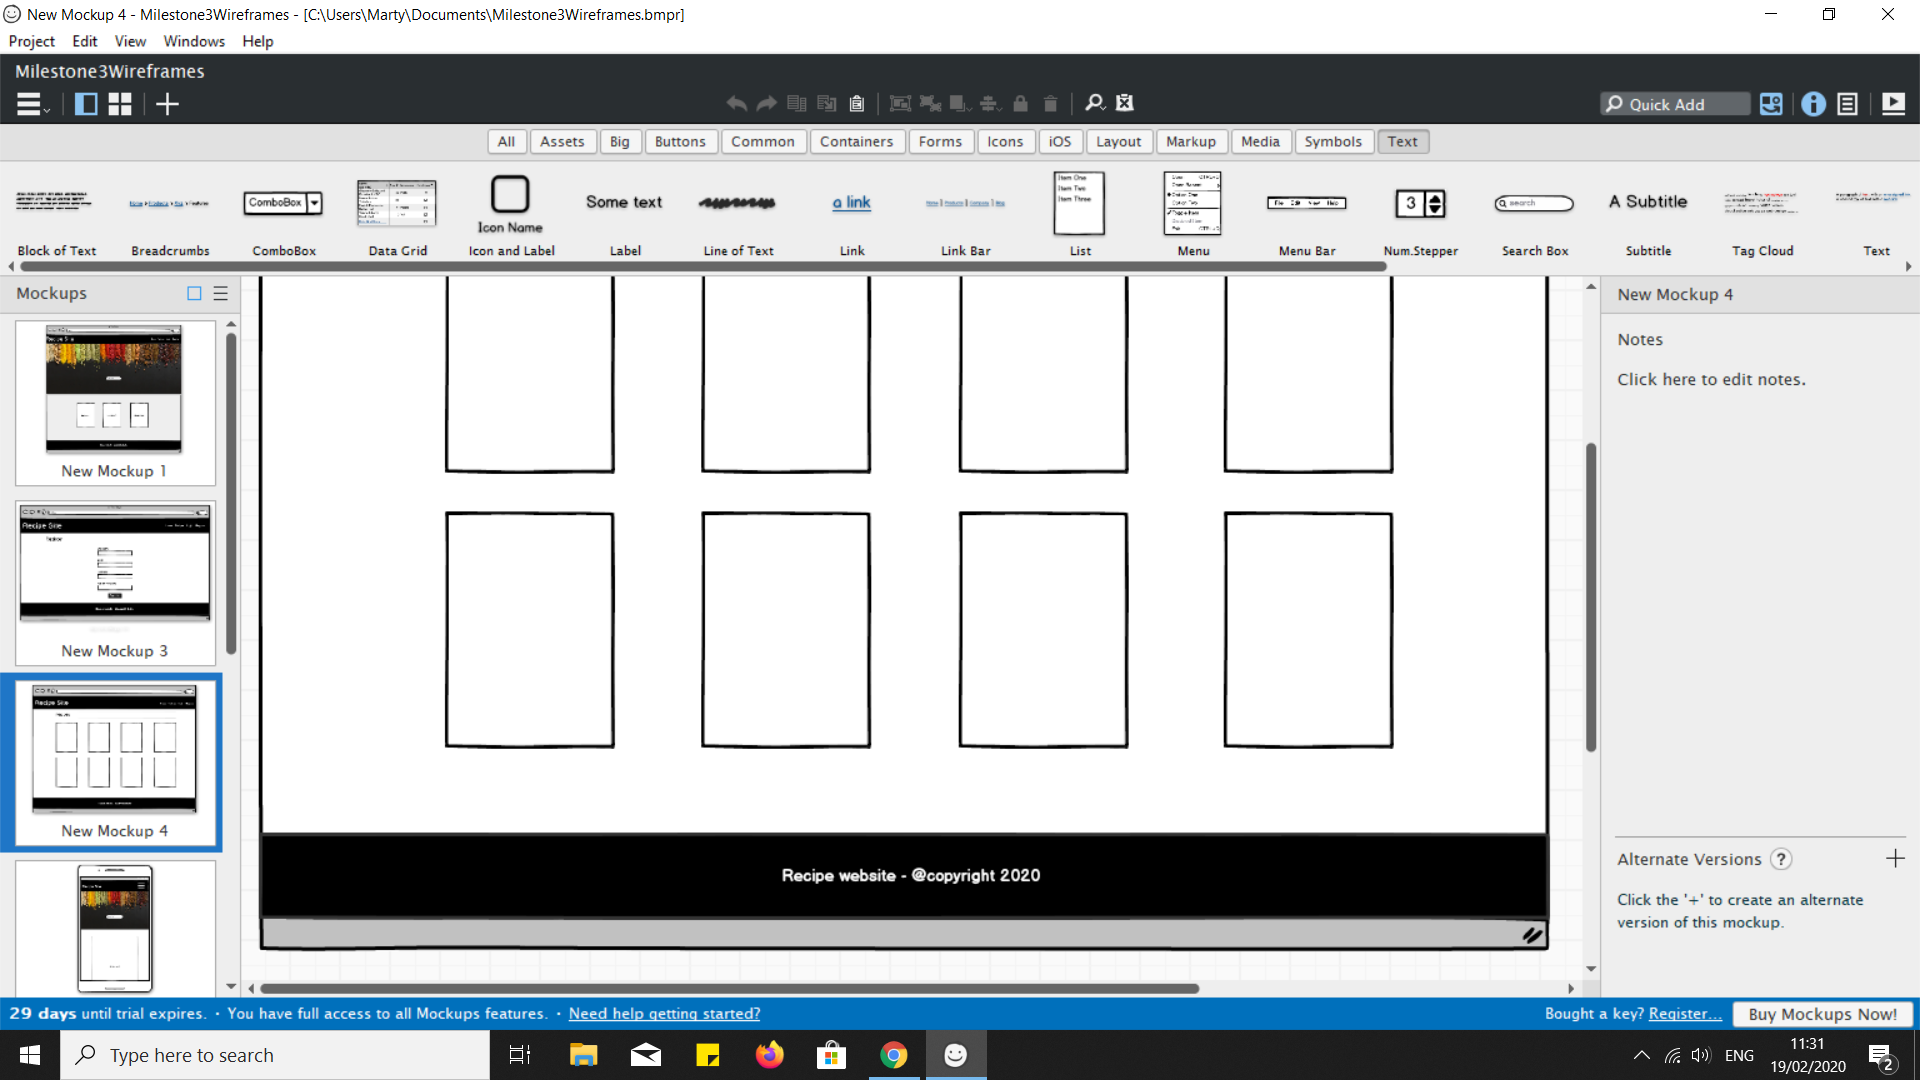 New Mockup 4 - Milestone3Wireframes - [C:\Users\Marty\Documents\Milestone3Wireframes.bmpr]
Project Edit View Windows Help
Milestone3Wireframes
Quick Add
All Assets Big Buttons Common Containers Forms Icons iOS Layout Markup Media Symbols Text
ComboBox
Icon Name
Some text
a link
Item One
Item Two
Item Three
3
search
A Subtitle
Block of Text Breadcrumbs ComboBox Data Grid Icon and Label Label Line of Text Link Link Bar List Menu Menu Bar Num.Stepper Search Box Subtitle Tag Cloud Text
Mockups
Recipe Site
New Mockup 1
Recipe Site
New Mockup 3
Recipe Site
New Mockup 4
Recipe website - @copyright 2020
New Mockup 4
Notes
Click here to edit notes.
Alternate Versions ?
Click the '+' to create an alternate
version of this mockup.
29 days until trial expires. · You have full access to all Mockups features. · Need help getting started?
Bought a key? Register... Buy Mockups Now!
Type here to search
ENG
11:31
19/02/2020
2